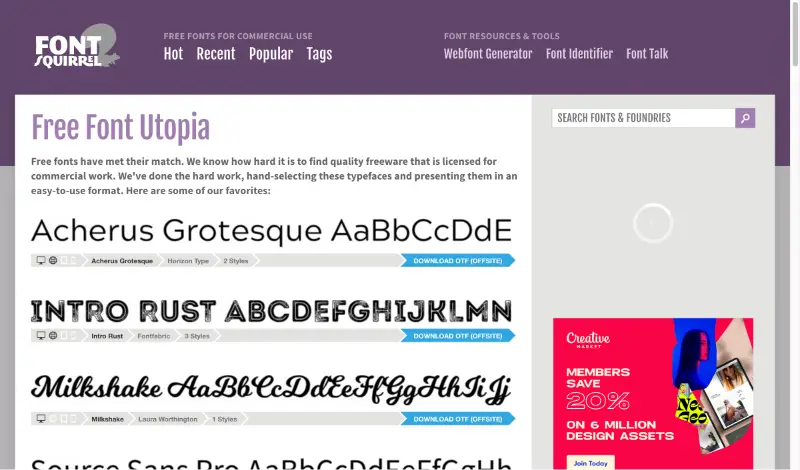 FONT
SQUIRREL
FREE FONTS FOR COMMERCIAL USE
Hot Recent Popular Tags
FONT RESOURCES & TOOLS
Webfont Generator Font Identifier Font Talk
Free Font Utopia
Free fonts have met their match. We know how hard it is to find quality freeware that is licensed for
commercial work. We've done the hard work, hand-selecting these typefaces and presenting them in an
easy-to-use format. Here are some of our favorites:
Acherus Grotesque AaBbCcDdE
Acherus Grotesque Horizon Type 2 Styles DOWNLOAD OTF (OFFSITE)
INTRO RUST ABCDEFGHIJKLMN
Intro Rust Fontfabric 3 Styles DOWNLOAD OTF (OFFSITE)
Milkshake AaBbCcDdEeFfGgHhIiJj
Milkshake Laura Worthington 1 Styles DOWNLOAD OTF (OFFSITE)
Source Sans Pro AaBbCcDdEeFfGgHh
SEARCH FONTS & FOUNDRIES
Creative
MARKET
MEMBERS
SAVE
20%
ON 6 MILLION
DESIGN ASSETS
Join Today